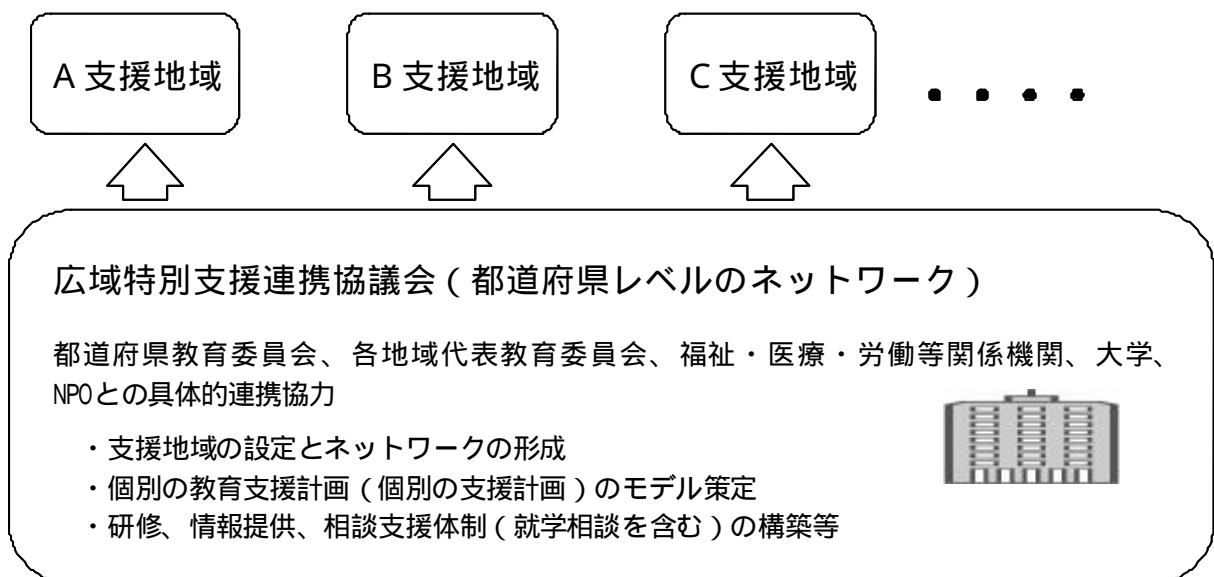 A 支援地域
B 支援地域
C 支援地域
・・・・
広域特別支援連携協議会（都道府県レベルのネットワーク）
都道府県教育委員会、各地域代表教育委員会、福祉・医療・労働等関係機関、大学、
NPOとの具体的連携協力
・支援地域の設定とネットワークの形成
・個別の教育支援計画（個別の支援計画）のモデル策定
・研修、情報提供、相談支援体制（就学相談を含む）の構築等